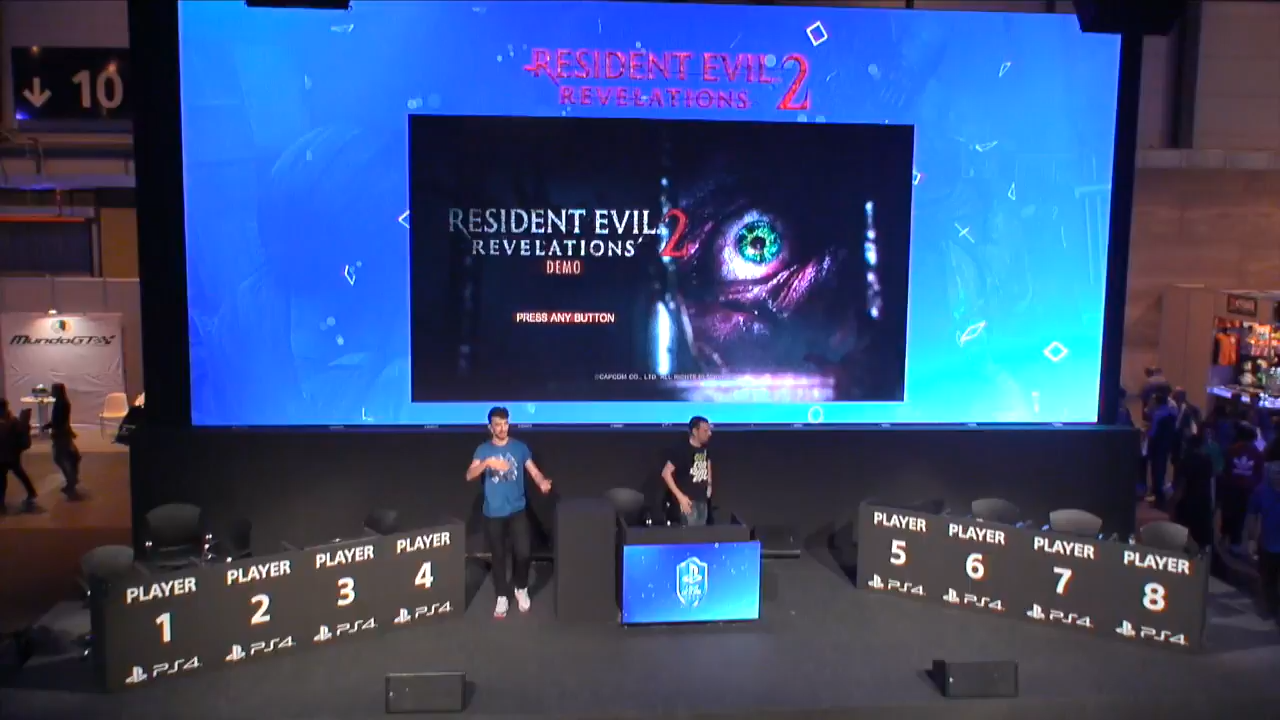 10
RESIDENT EVIL 2
REVELATIONS
RESIDENT EVIL 2
REVELATIONS
DEMO
PRESS ANY BUTTON
©CAPCOM CO., LTD. ALL RIGHTS
MundoGT
PLAYER
1
PS4
PLAYER
2
PS4
PLAYER
3
PS4
PLAYER
4
PS4
PLAYER
5
PS4
PLAYER
6
PS4
PLAYER
7
PS4
PLAYER
8
PS4